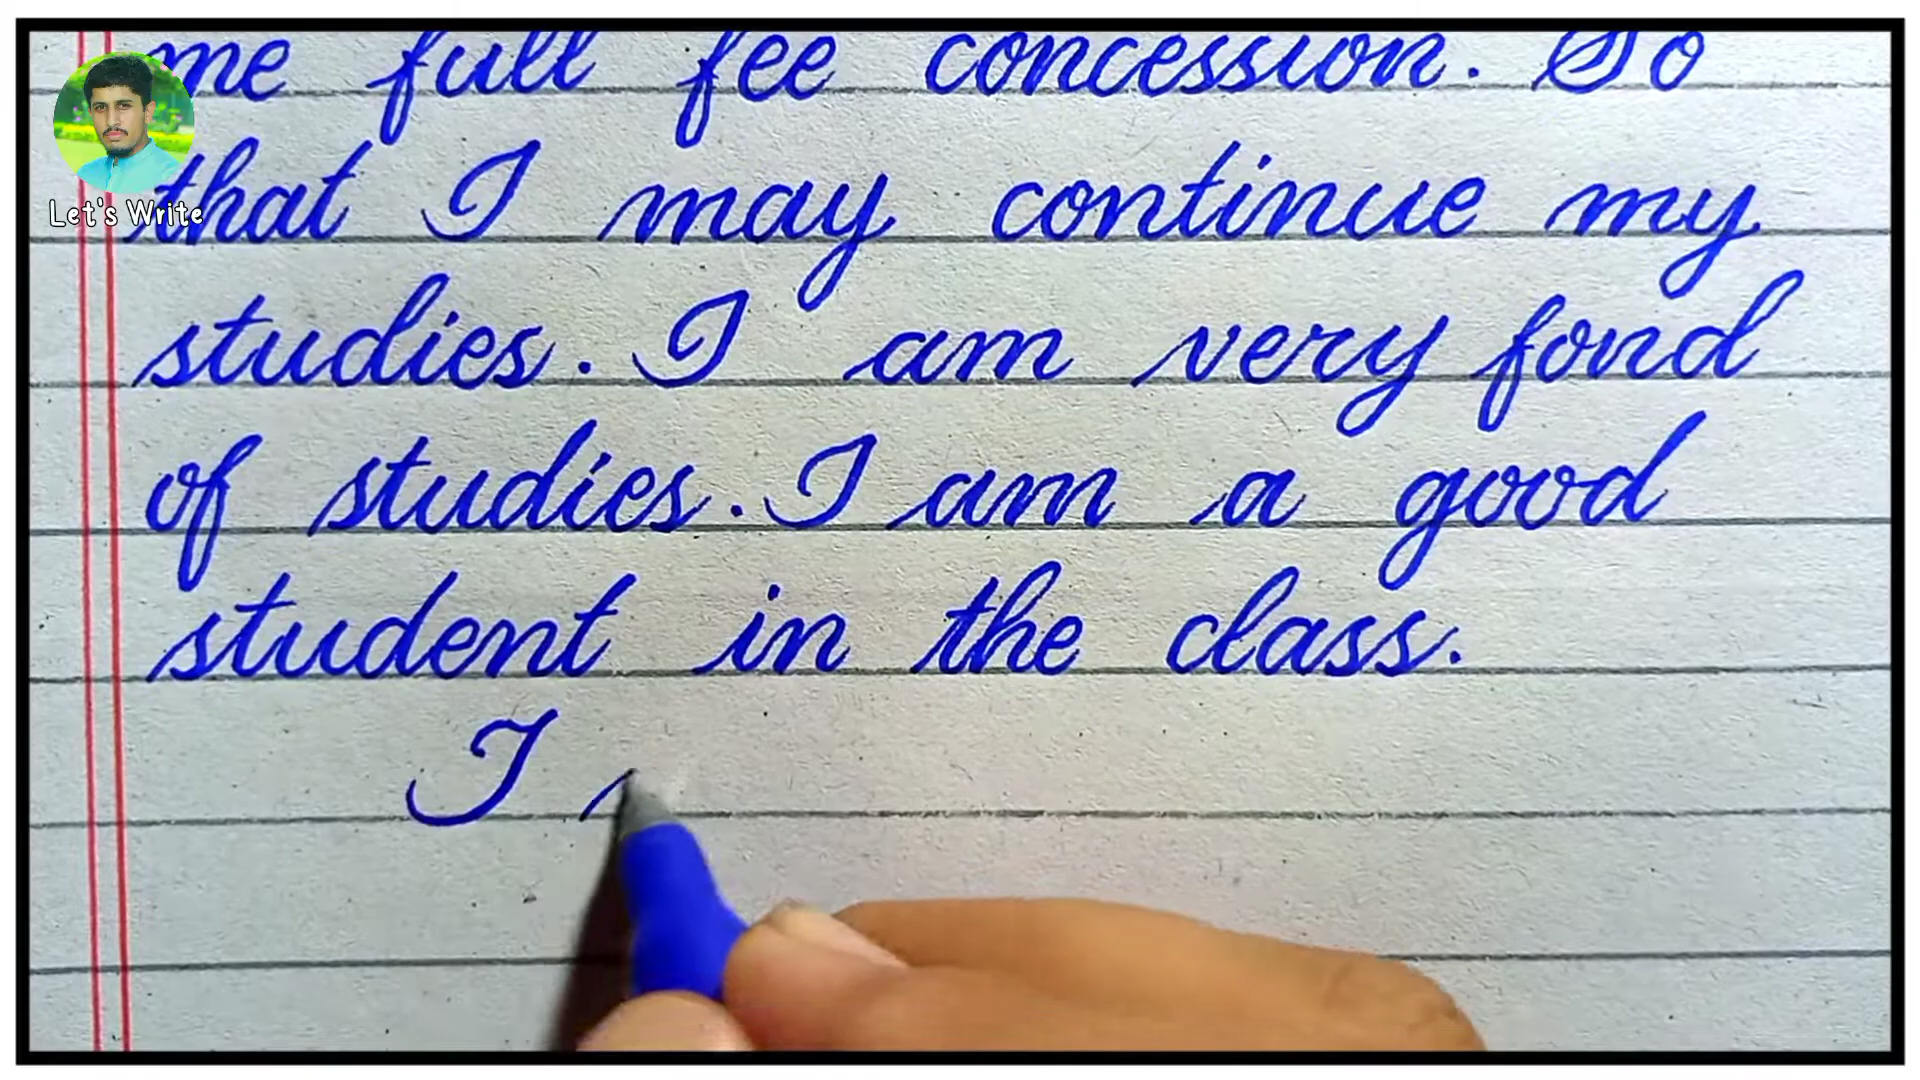 me full fee concession. So
that I may continue my
Let's Write
studies. I am very fond
of studies. I am a good
student in the class.
I